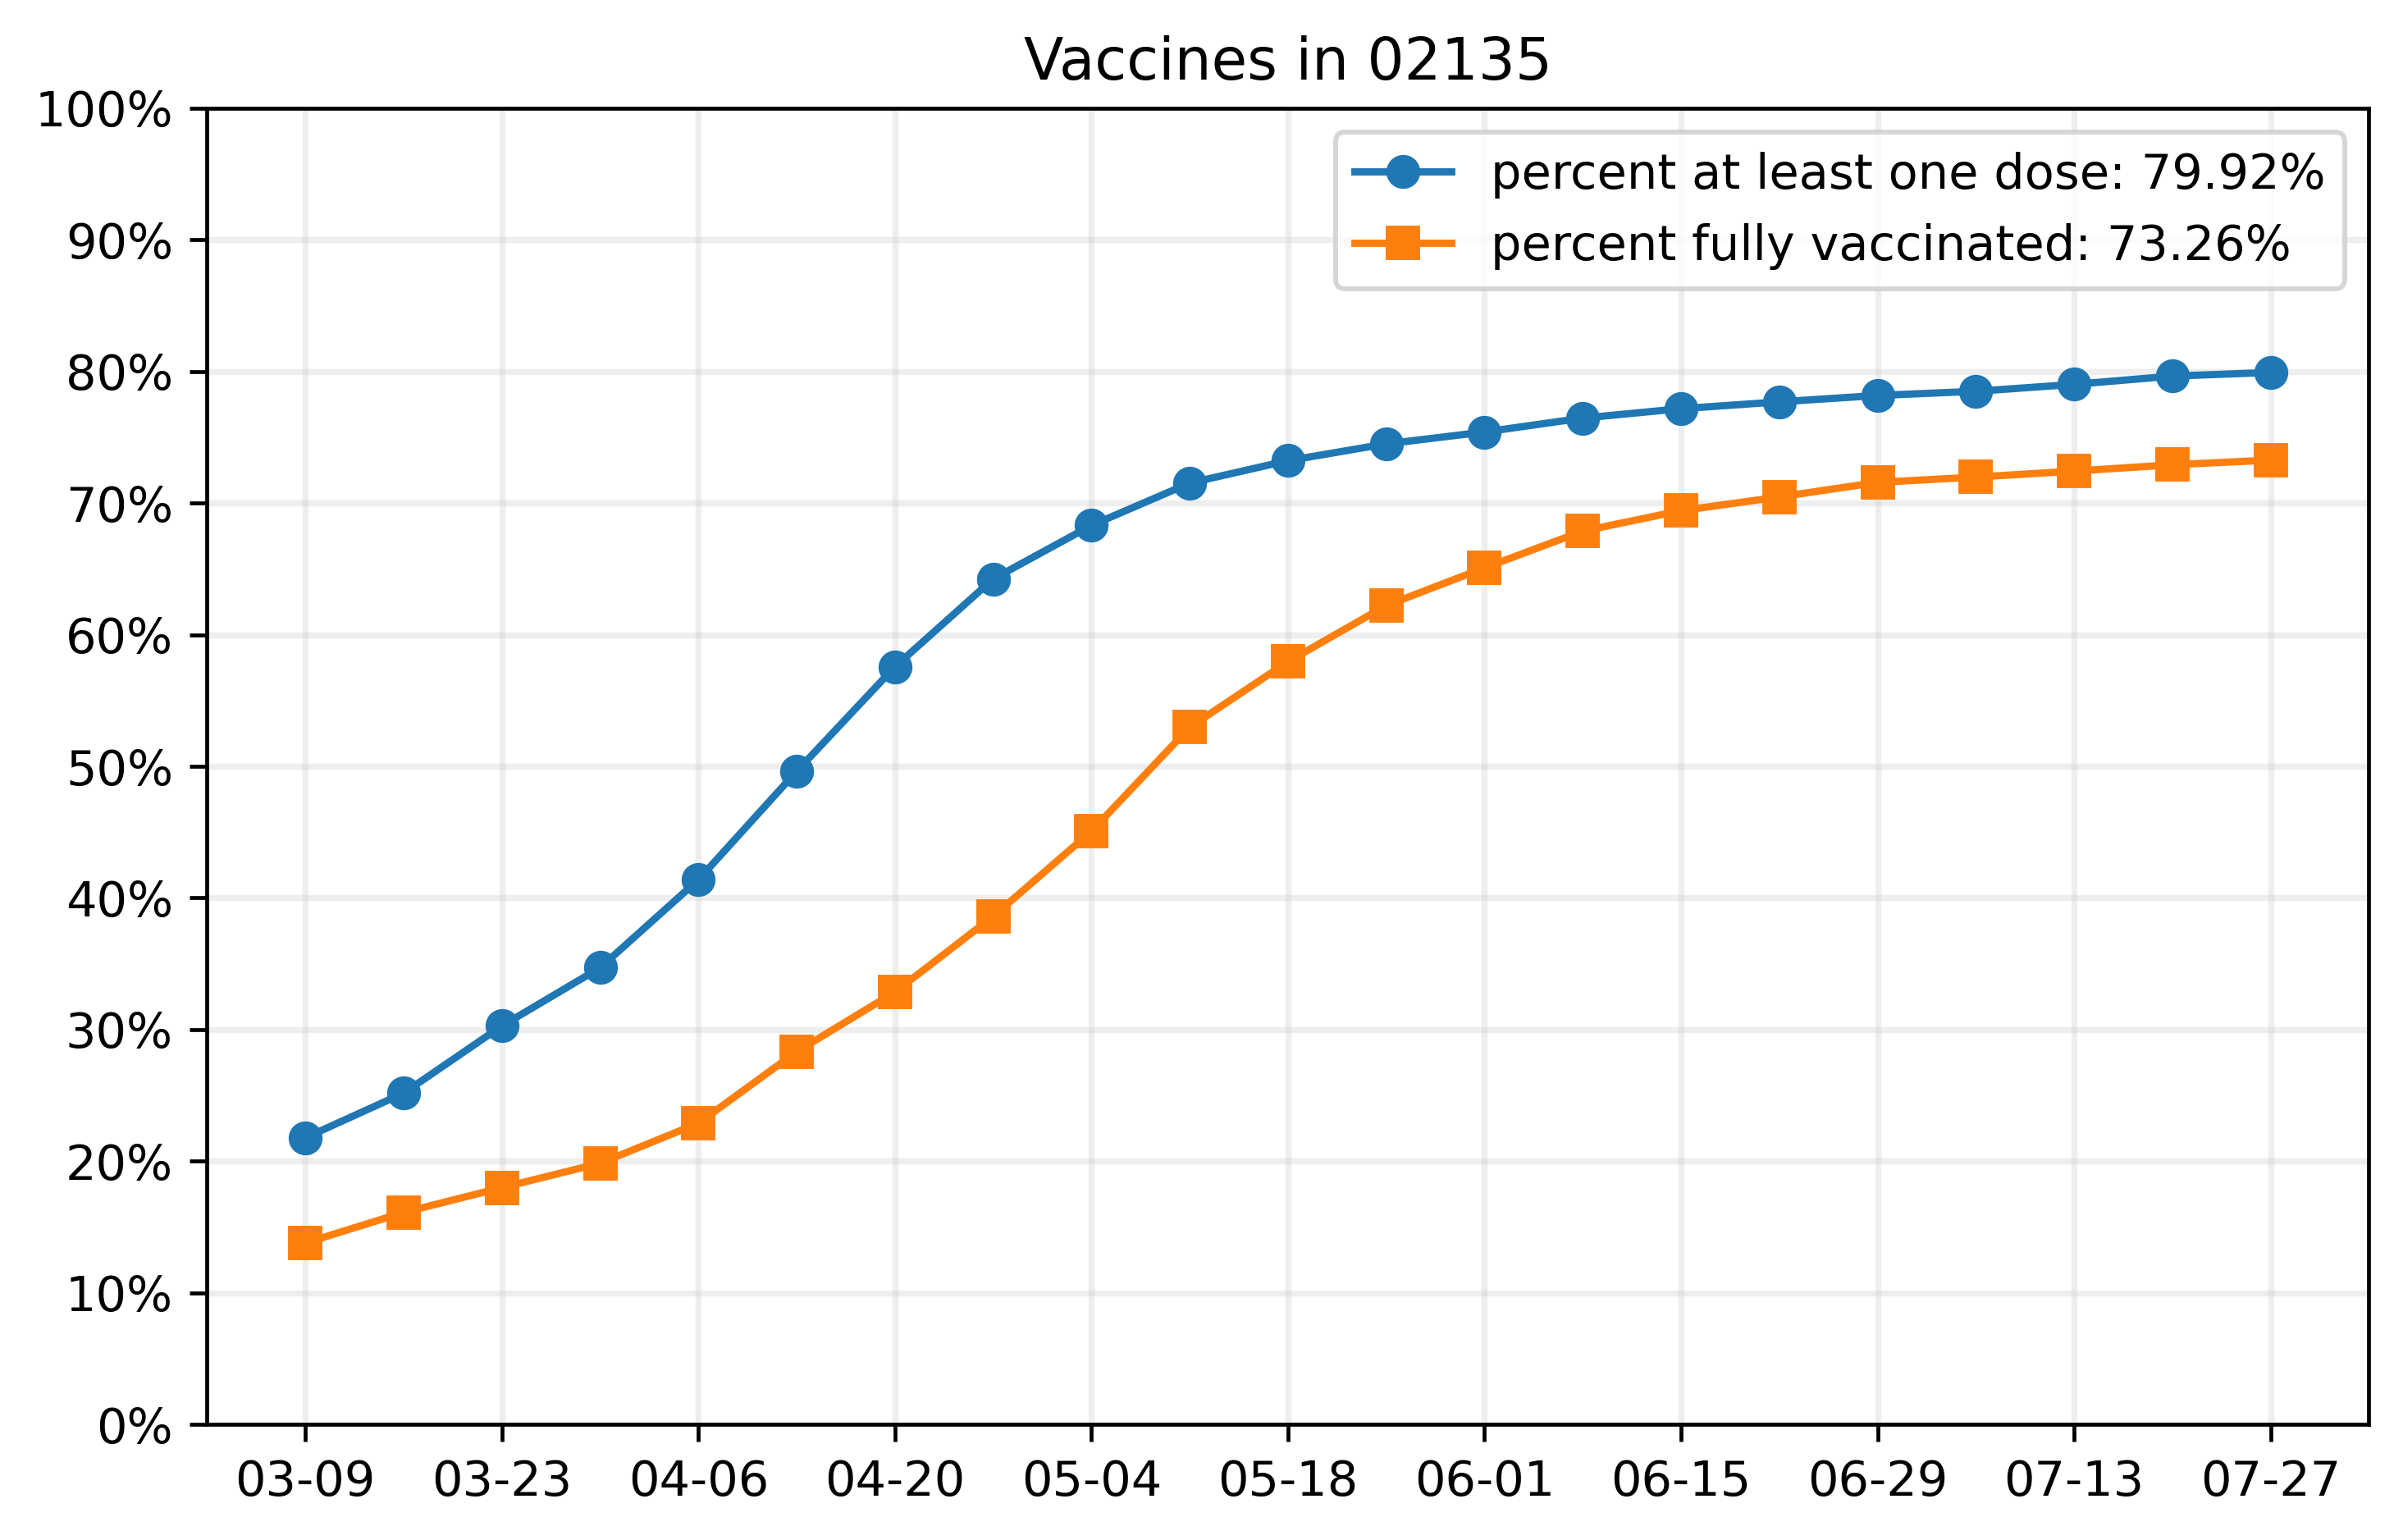 Vaccines in 02135
100%
90%
80%
70%
60%
50%
40%
30%
20%
10%
0%
percent at least one dose: 79.92%
percent fully vaccinated: 73.26%
03-09 03-23 04-06 04-20 05-04 05-18 06-01 06-15 06-29 07-13 07-27